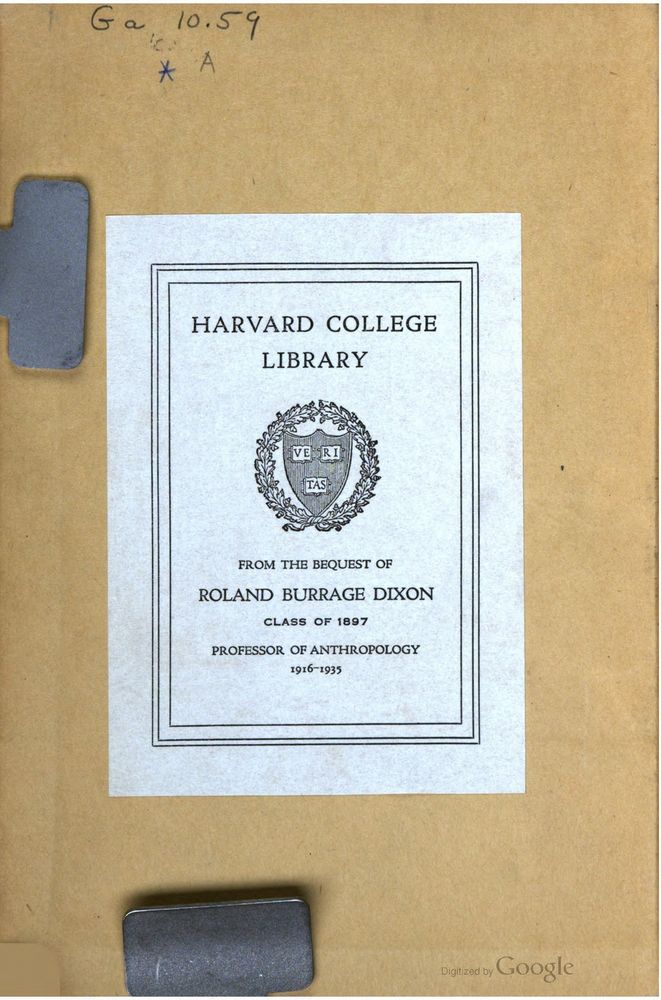 Ga 10.59
* A
HARVARD COLLEGE
LIBRARY
VE RI
TAS
FROM THE BEQUEST OF
ROLAND BURRAGE DIXON
CLASS OF 1897
PROFESSOR OF ANTHROPOLOGY
1916-1935
Digitized by Google